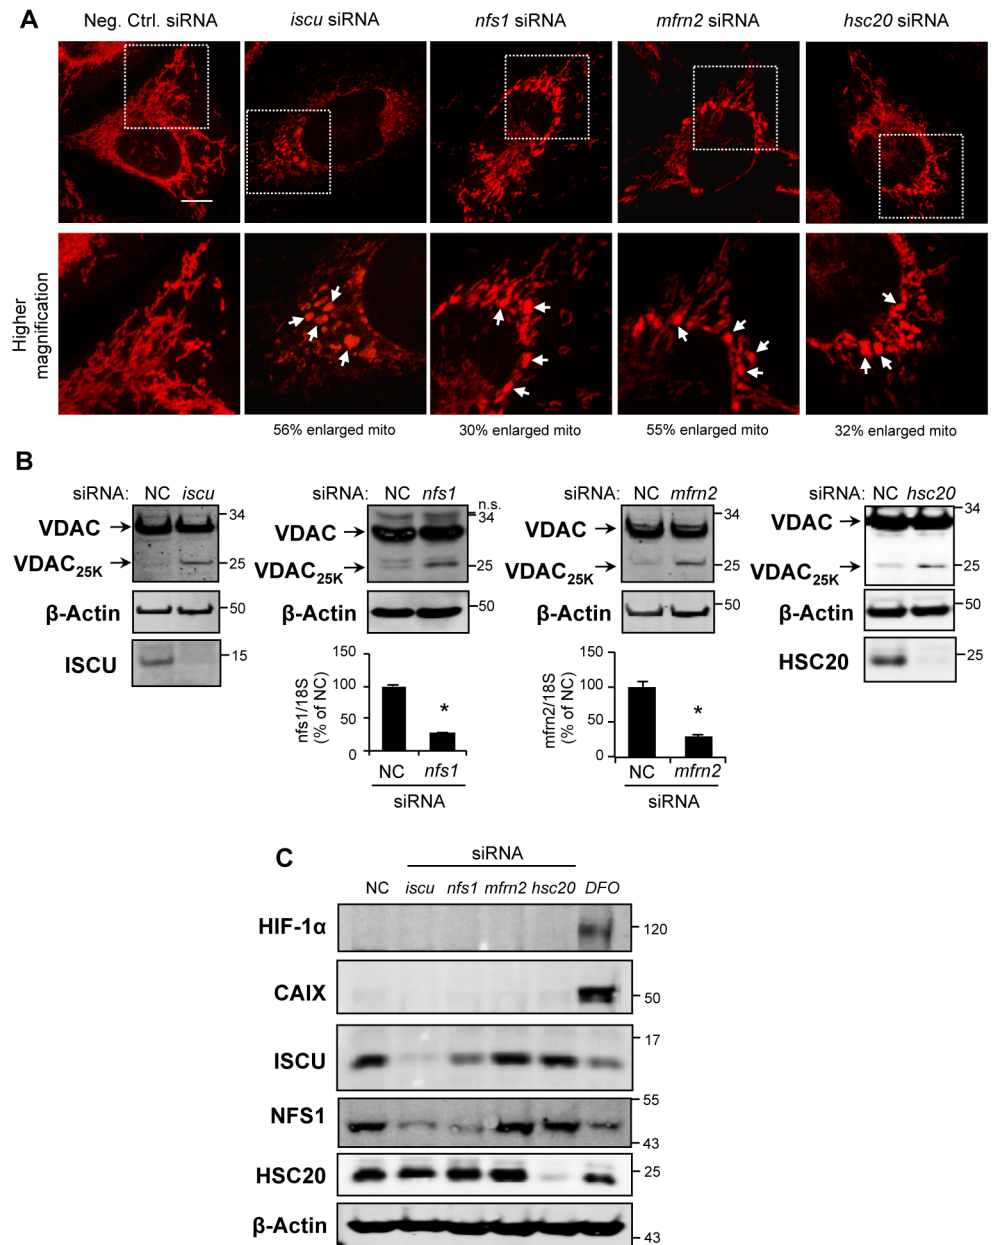 A
Neg. Ctrl. siRNA
iscu siRNA
nfs1 siRNA
mfrn2 siRNA
hsc20 siRNA
Higher
magnification
56% enlarged mito
30% enlarged mito
55% enlarged mito
32% enlarged mito
B
siRNA: NC iscu
VDAC
34
VDAC25K
25
β-Actin
50
ISCU
15
siRNA: NC nfs1
n.s.
34
VDAC
VDAC25K
25
β-Actin
50
nfs1/18S
(% of NC)
150
100
50
0
*
NC nfs1
siRNA
siRNA: NC mfrn2
34
VDAC
VDAC25K
25
β-Actin
50
mfrn2/18S
(% of NC)
150
100
50
0
*
NC mfrn2
siRNA
siRNA: NC hsc20
34
VDAC
VDAC25K
25
β-Actin
50
HSC20
25
C
siRNA
NC iscu nfs1 mfrn2 hsc20 DFO
HIF-1α
120
CAIX
50
ISCU
17
NFS1
55
43
HSC20
25
β-Actin
43